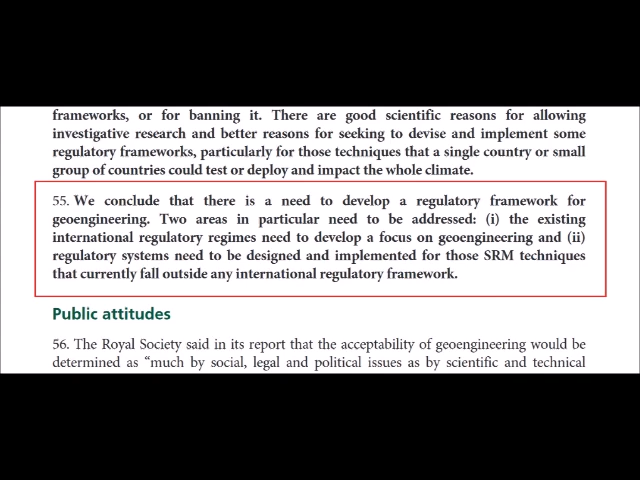 frameworks, or for banning it. There are good scientific reasons for allowing
investigative research and better reasons for seeking to devise and implement some
regulatory frameworks, particularly for those techniques that a single country or small
group of countries could test or deploy and impact the whole climate.
55. We conclude that there is a need to develop a regulatory framework for
geoengineering. Two areas in particular need to be addressed: (i) the existing
international regulatory regimes need to develop a focus on geoengineering and (ii)
regulatory systems need to be designed and implemented for those SRM techniques
that currently fall outside any international regulatory framework.
Public attitudes
56. The Royal Society said in its report that the acceptability of geoengineering would be
determined as “much by social, legal and political issues as by scientific and technical